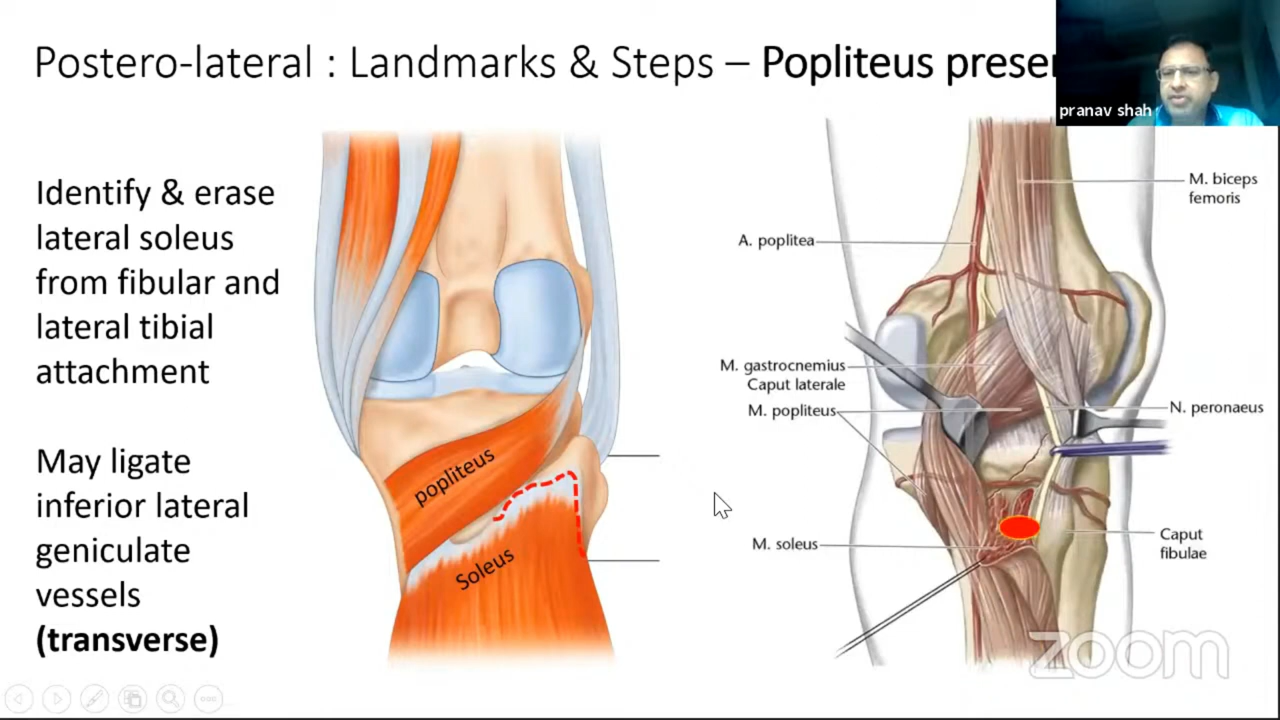 Postero-lateral : Landmarks & Steps – Popliteus
pranav shah
Identify & erase
lateral soleus
from fibular and
lateral tibial
attachment
May ligate
inferior lateral
geniculate
vessels
(transverse)
popliteus
Soleus
M. biceps
femoris
A. poplitea
M. gastrocnemius
Caput laterale
M. popliteus
N. peronaeus
M. soleus
Caput
fibulae
zoom